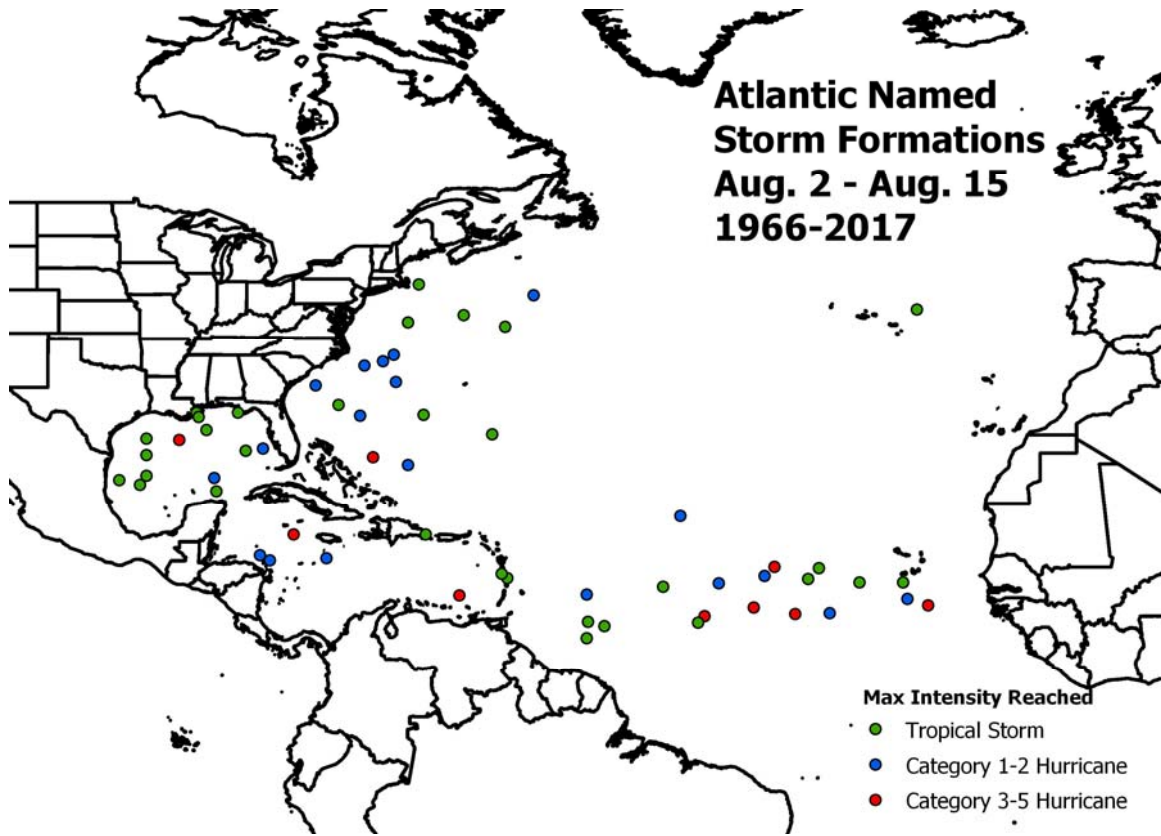 Atlantic Named
Storm Formations
Aug. 2 - Aug. 15
1966-2017
Max Intensity Reached
Tropical Storm
Category 1-2 Hurricane
Category 3-5 Hurricane